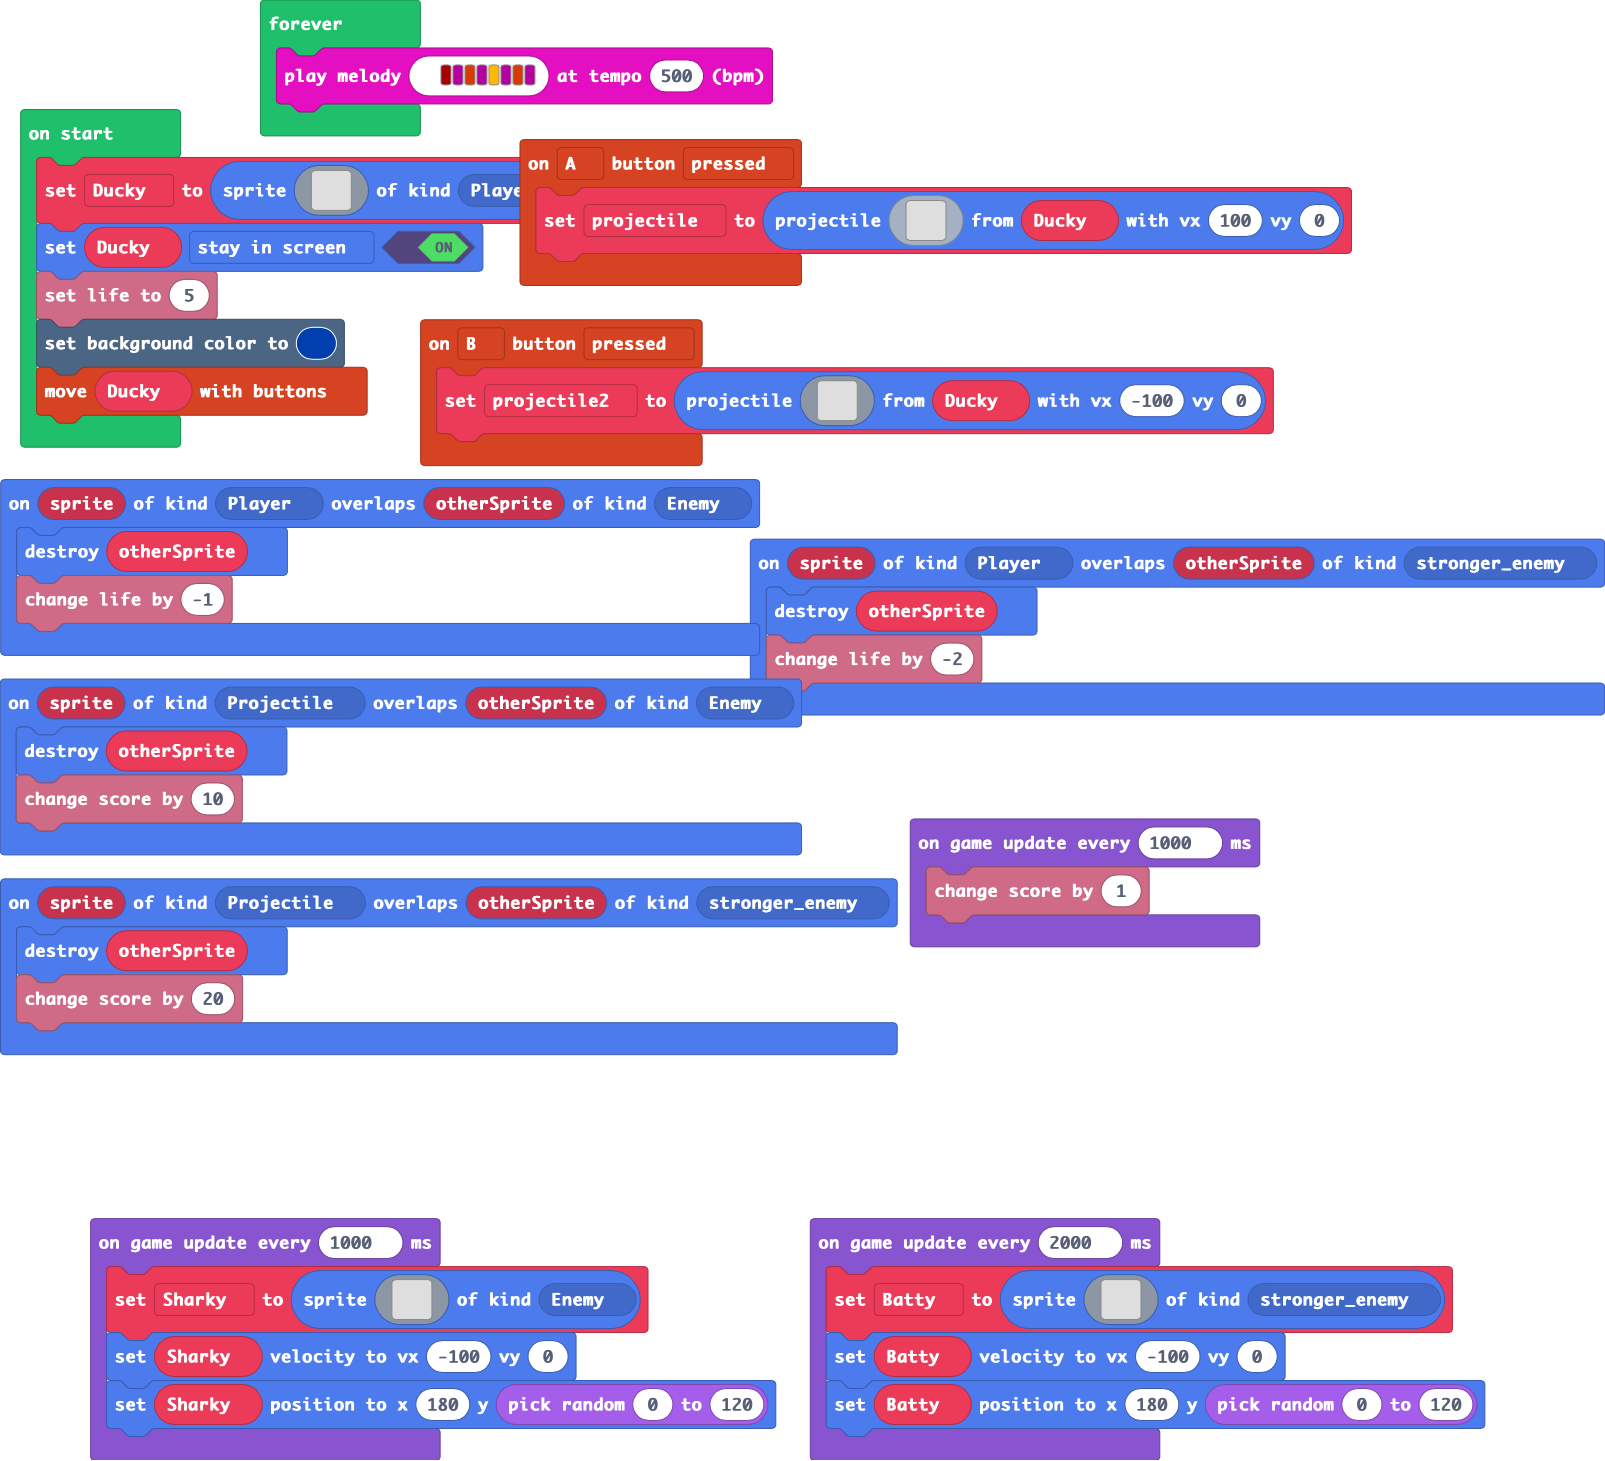 forever
play melody at tempo 500 (bpm)
on start
set Ducky to sprite of kind Playe
set Ducky stay in screen ON
set life to 5
set background color to
move Ducky with buttons
on A button pressed
set projectile to projectile from Ducky with vx 100 vy 0
on B button pressed
set projectile2 to projectile from Ducky with vx -100 vy 0
on sprite of kind Player overlaps otherSprite of kind Enemy
destroy otherSprite
change life by -1
on sprite of kind Player overlaps otherSprite of kind stronger_enemy
destroy otherSprite
change life by -2
on sprite of kind Projectile overlaps otherSprite of kind Enemy
destroy otherSprite
change score by 10
on game update every 1000 ms
change score by 1
on sprite of kind Projectile overlaps otherSprite of kind stronger_enemy
destroy otherSprite
change score by 20
on game update every 1000 ms
set Sharky to sprite of kind Enemy
set Sharky velocity to vx -100 vy 0
set Sharky position to x 180 y pick random 0 to 120
on game update every 2000 ms
set Batty to sprite of kind stronger_enemy
set Batty velocity to vx -100 vy 0
set Batty position to x 180 y pick random 0 to 120